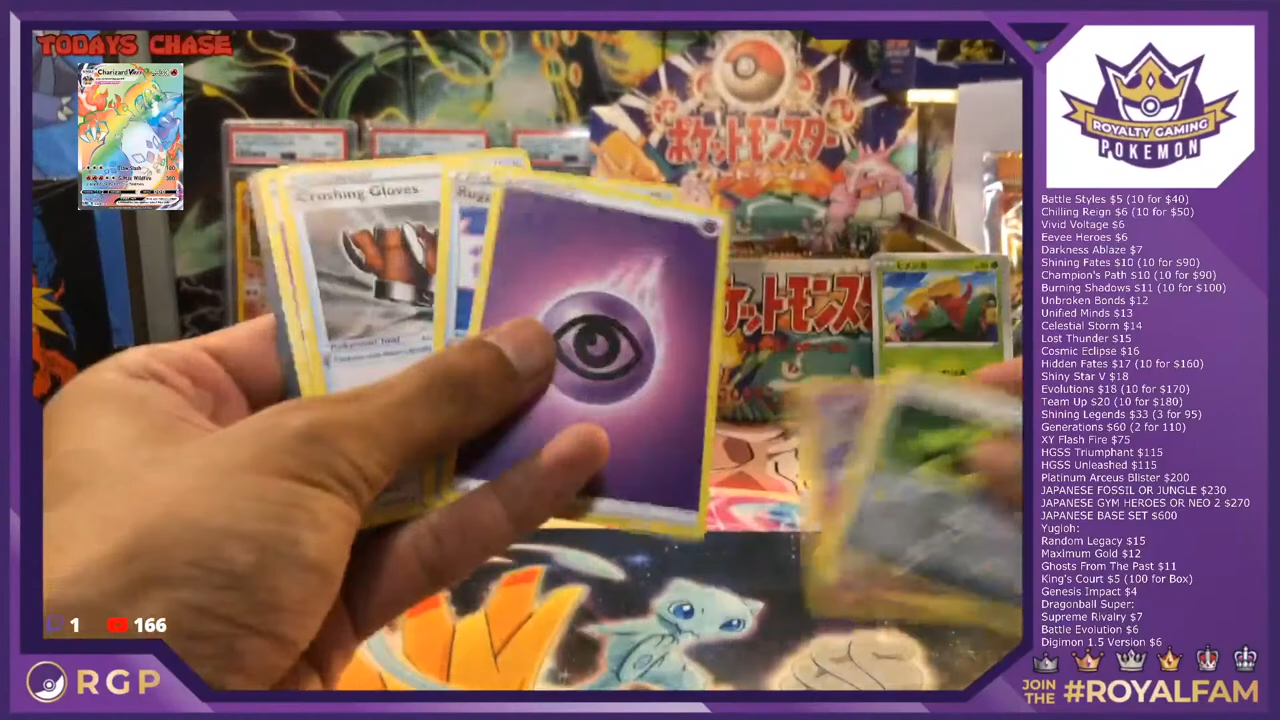 TODAYS CHASE
Charizard
Claw Slash 100
G-Max Wildfire 300
Crushing Gloves
ポケットモンスター
ROYALTY GAMING
POKEMON
Battle Styles $5 (10 for $40)
Chilling Reign $6 (10 for $50)
Vivid Voltage $6
Eevee Heroes $6
Darkness Ablaze $7
Shining Fates $10 (10 for $90)
Champion's Path $10 (10 for $90)
Burning Shadows $11 (10 for $100)
Unbroken Bonds $12
Unified Minds $13
Celestial Storm $14
Lost Thunder $15
Cosmic Eclipse $16
Hidden Fates $17 (10 for $160)
Shiny Star V $18
Evolutions $18 (10 for $170)
Team Up $20 (10 for $180)
Shining Legends $33 (3 for 95)
Generations $60 (2 for 110)
XY Flash Fire $75
HGSS Triumphant $115
HGSS Unleashed $115
Platinum Arceus Blister $200
JAPANESE FOSSIL OR JUNGLE $230
JAPANESE GYM HEROES OR NEO 2 $270
JAPANESE BASE SET $600
Yugioh:
Random Legacy $15
Maximum Gold $12
Ghosts From The Past $11
King's Court $5 (100 for Box)
Genesis Impact $4
Dragonball Super:
Supreme Rivalry $7
Battle Evolution $6
Digimon 1.5 Version $6
1 166
RGP
JOIN THE #ROYALFAM